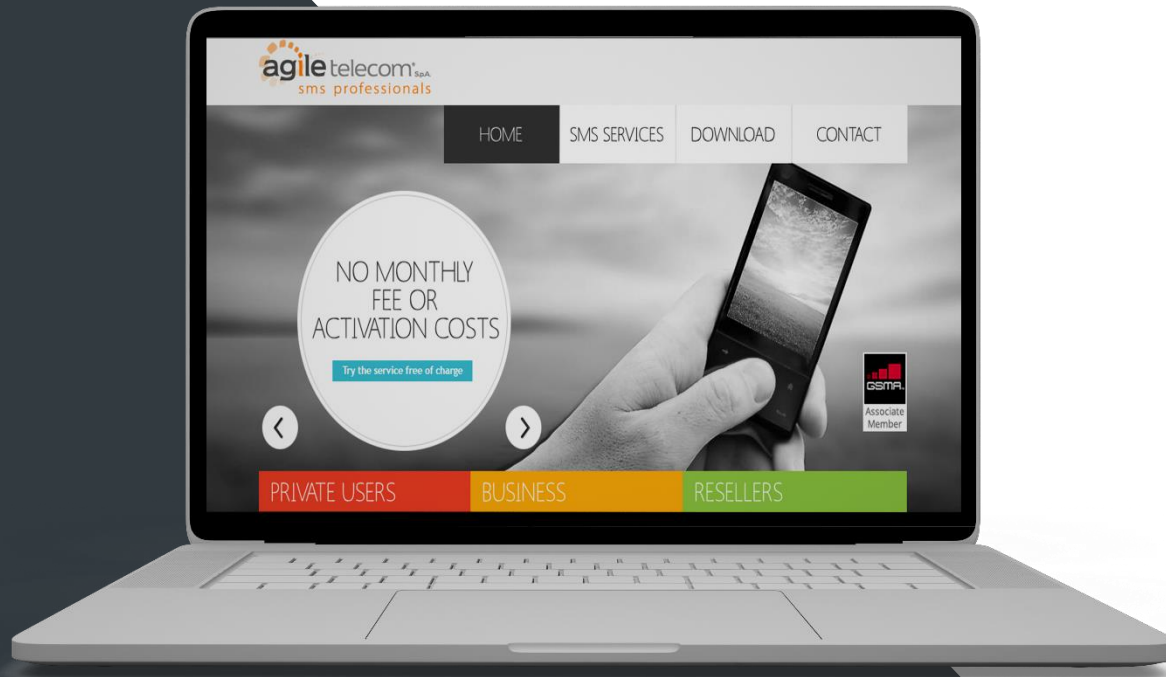 agile telecom SpA
sms professionals
HOME SMS SERVICES DOWNLOAD CONTACT
NO MONTHLY
FEE OR
ACTIVATION COSTS
Try the service free of charge
GSMA
Associate
Member
PRIVATE USERS BUSINESS RESELLERS